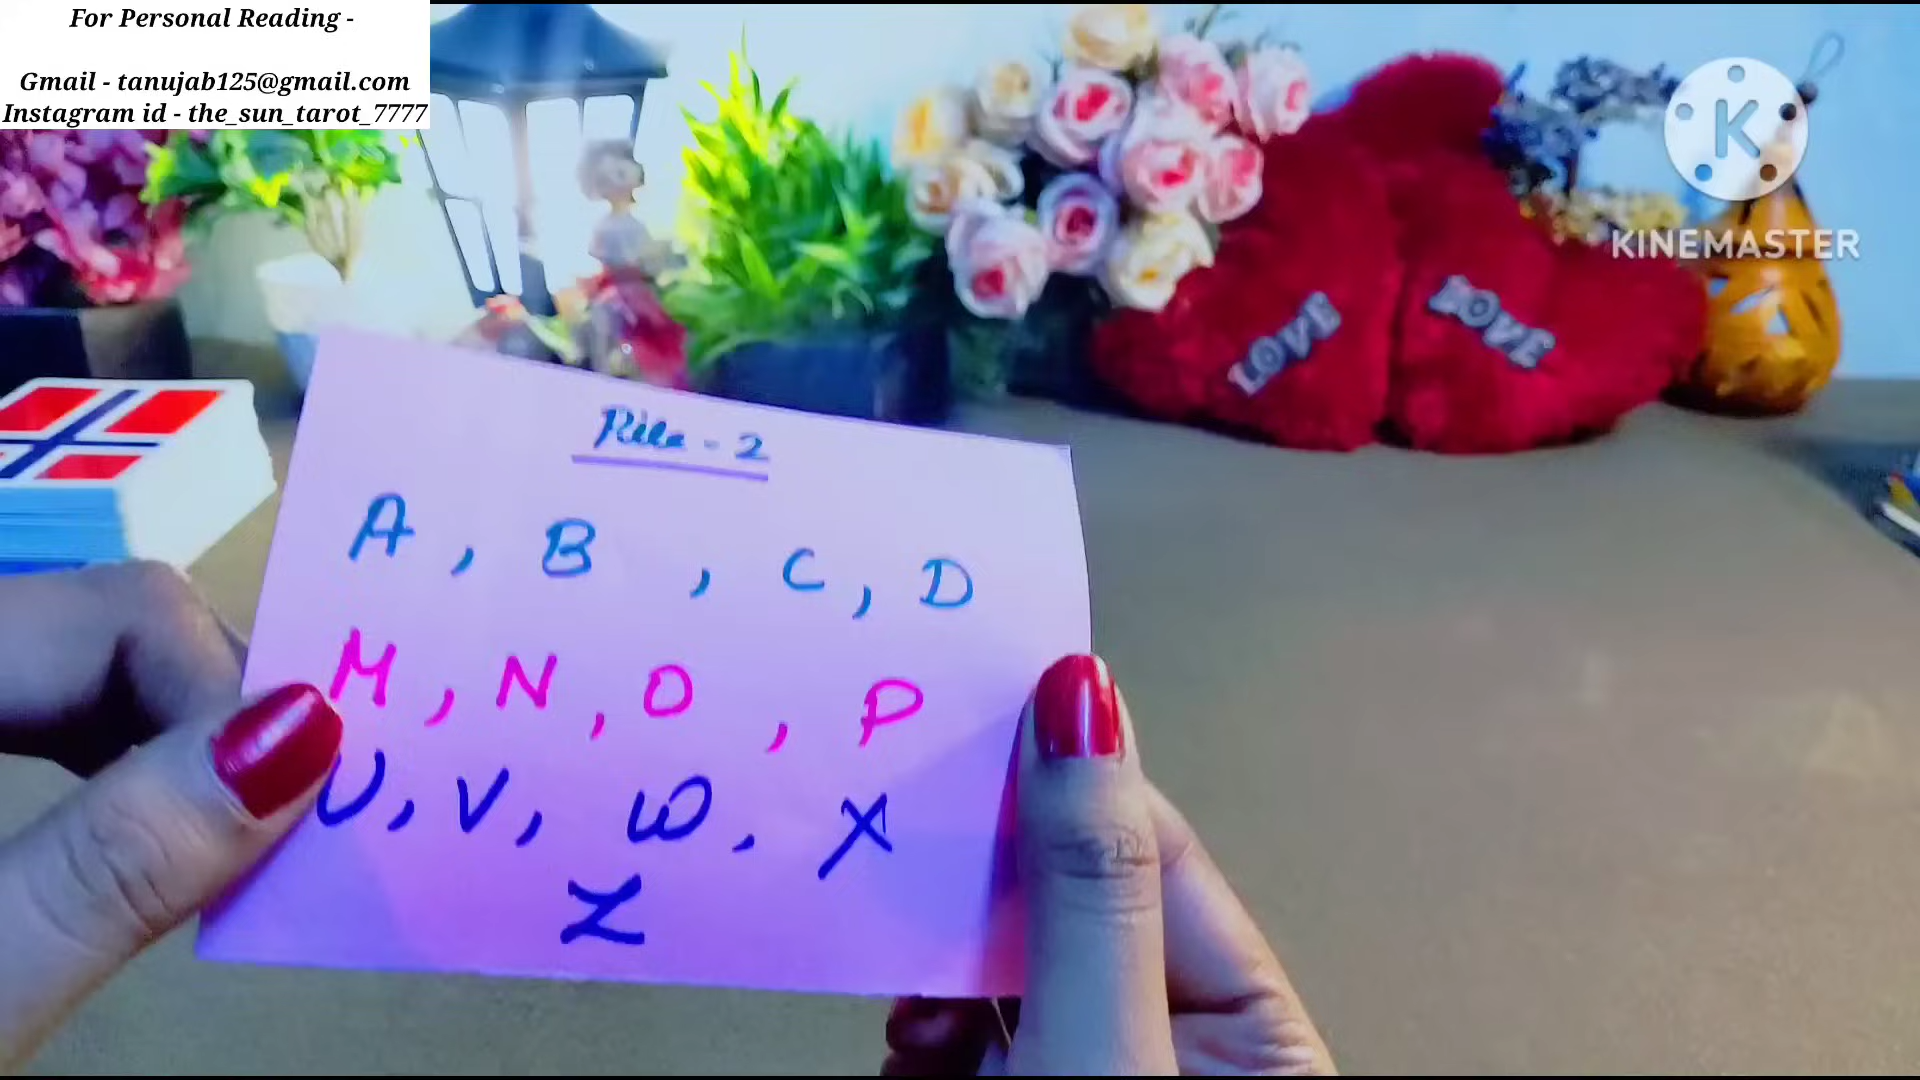 For Personal Reading -
Gmail - tanujab125@gmail.com
Instagram id - the_sun_tarot_7777
K
KINEMASTER
LOVE
LOVE
Pile - 2
A, B, C, D
M, N, O, P
U, V, W, X
Z